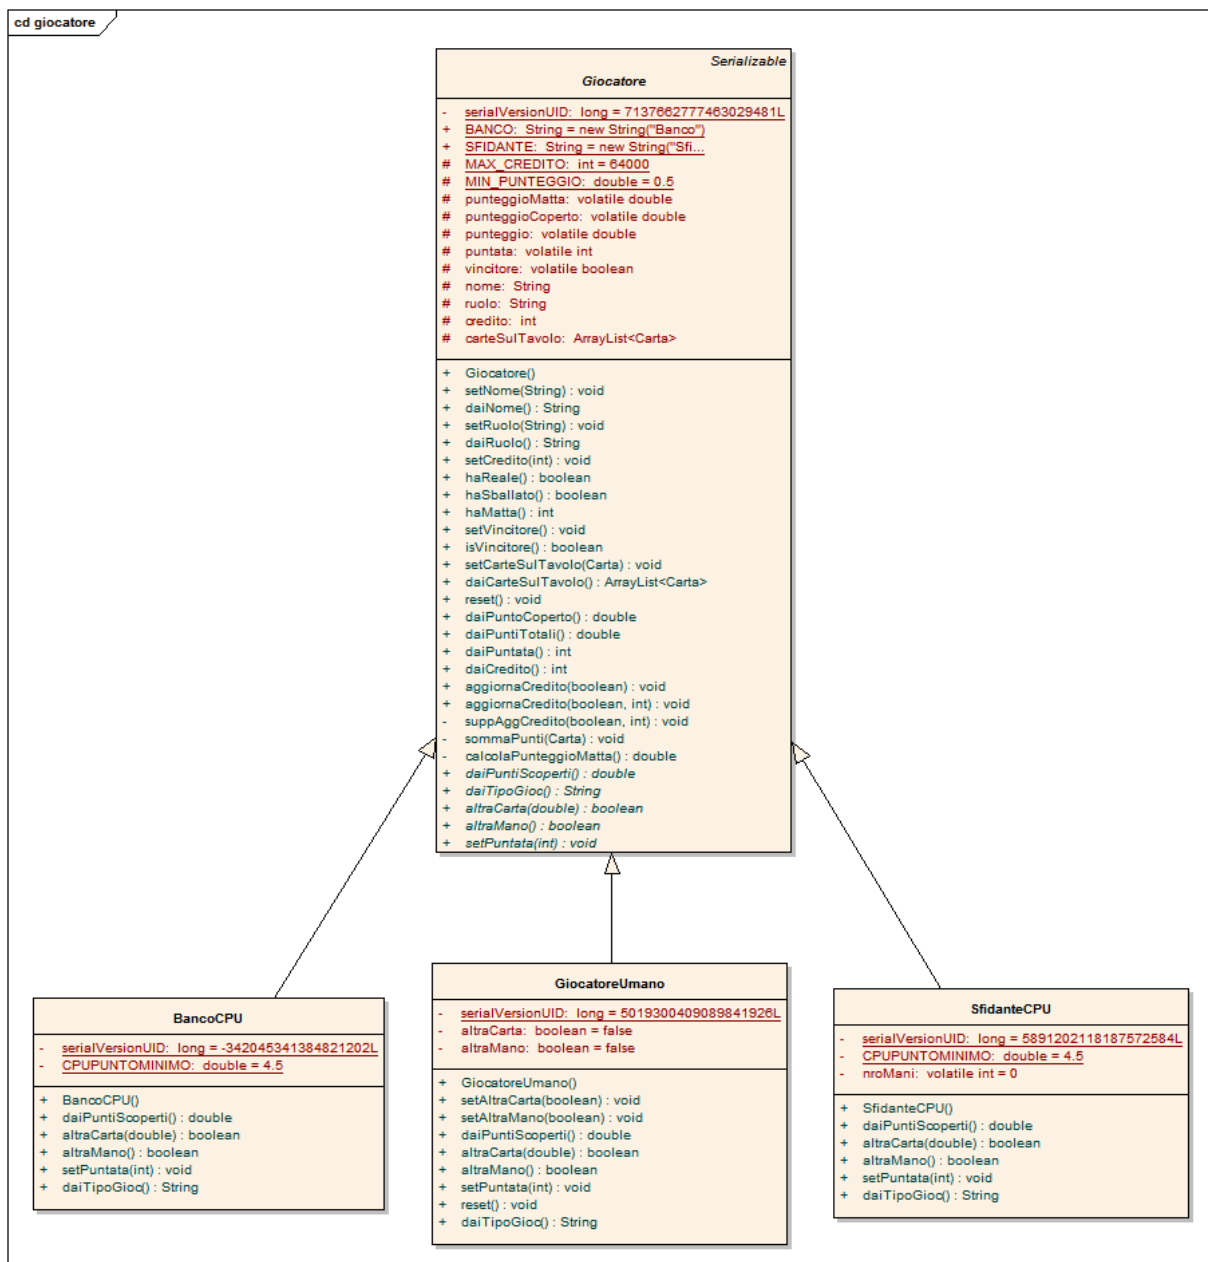 cd giocatore
Serializable
Giocatore
- serialVersionUID: long = 7137662777463029481L
+ BANCO: String = new String("Banco")
+ SFIDANTE: String = new String("Sfi...
# MAX_CREDITO: int = 64000
# MIN_PUNTEGGIO: double = 0.5
# punteggioMatta: volatile double
# punteggioCoperto: volatile double
# punteggio: volatile double
# puntata: volatile int
# vincitore: volatile boolean
# nome: String
# ruolo: String
# credito: int
# carteSulTavolo: ArrayList<Carta>
+ Giocatore()
+ setNome(String) : void
+ daiNome() : String
+ setRuolo(String) : void
+ daiRuolo() : String
+ setCredito(int) : void
+ haReale() : boolean
+ haSballato() : boolean
+ haMatta() : int
+ setVincitore() : void
+ isVincitore() : boolean
+ setCarteSulTavolo(Carta) : void
+ daiCarteSulTavolo() : ArrayList<Carta>
+ reset() : void
+ daiPuntoCoperto() : double
+ daiPuntiTotali() : double
+ daiPuntata() : int
+ daiCredito() : int
+ aggiornaCredito(boolean) : void
+ aggiornaCredito(boolean, int) : void
- suppAggCredito(boolean, int) : void
- sommaPunti(Carta) : void
- calcolaPunteggioMatta() : double
+ daiPuntiScoperti() : double
+ daiTipoGioc() : String
+ altraCarta(double) : boolean
+ altraMano() : boolean
+ setPuntata(int) : void
BancoCPU
- serialVersionUID: long = -342045341384821202L
- CPUPUNTOMINIMO: double = 4.5
+ BancoCPU()
+ daiPuntiScoperti() : double
+ altraCarta(double) : boolean
+ altraMano() : boolean
+ setPuntata(int) : void
+ daiTipoGioc() : String
GiocatoreUmano
- serialVersionUID: long = 5019300409089841926L
- altraCarta: boolean = false
- altraMano: boolean = false
+ GiocatoreUmano()
+ setAltraCarta(boolean) : void
+ setAltraMano(boolean) : void
+ daiPuntiScoperti() : double
+ altraCarta(double) : boolean
+ altraMano() : boolean
+ setPuntata(int) : void
+ reset() : void
+ daiTipoGioc() : String
SfidanteCPU
- serialVersionUID: long = 5891202118187572584L
- CPUPUNTOMINIMO: double = 4.5
- nroMani: volatile int = 0
+ SfidanteCPU()
+ daiPuntiScoperti() : double
+ altraCarta(double) : boolean
+ altraMano() : boolean
+ setPuntata(int) : void
+ daiTipoGioc() : String